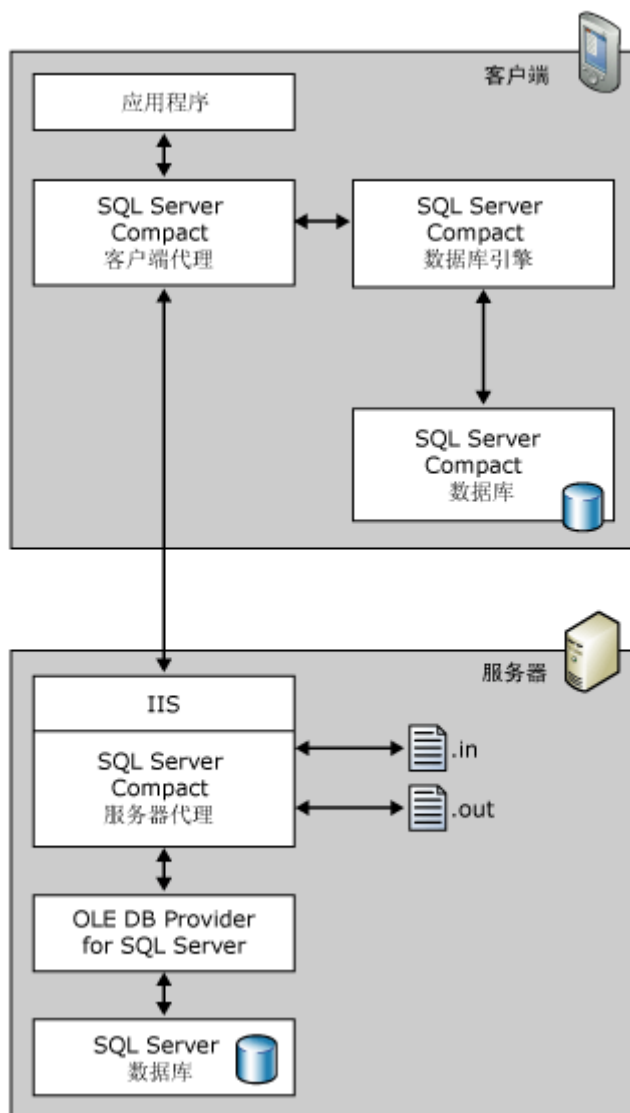 客户端
应用程序
SQL Server
Compact
客户端代理
SQL Server
Compact
数据库引擎
SQL Server
Compact
数据库
服务器
IIS
SQL Server
Compact
服务器代理
.in
.out
OLE DB Provider
for SQL Server
SQL Server
数据库